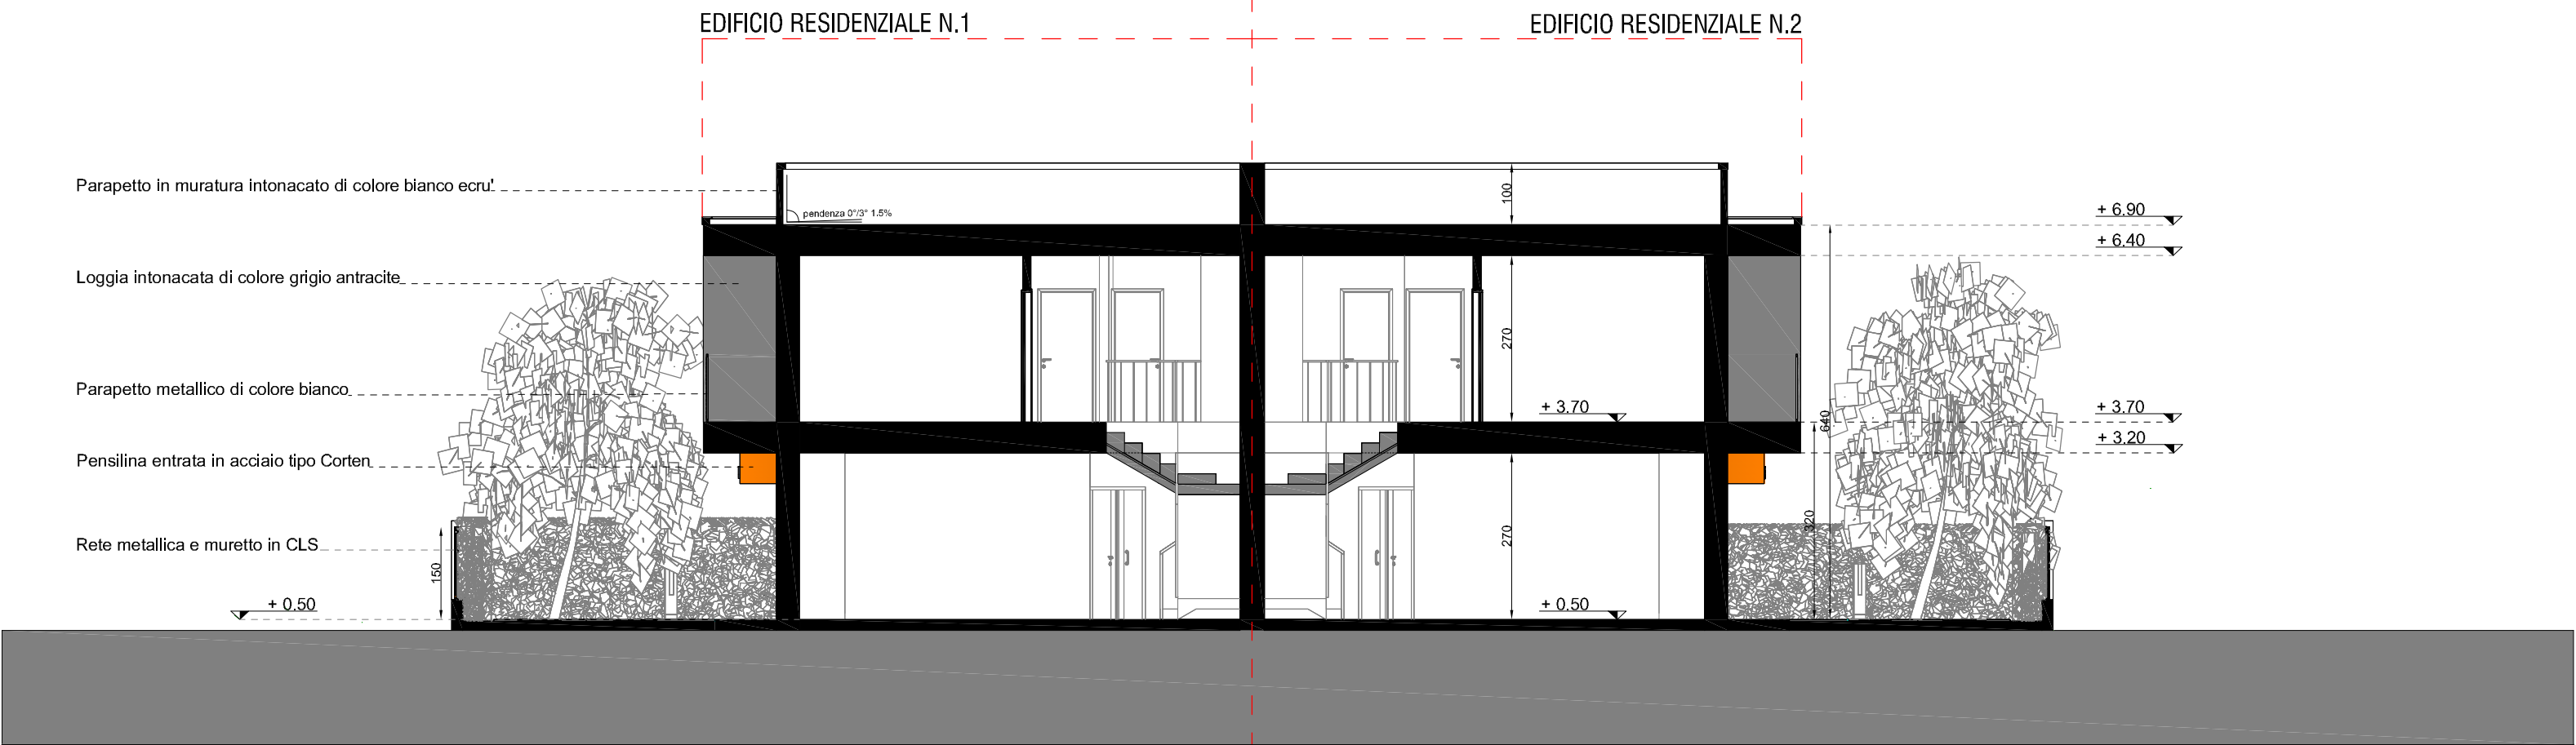 EDIFICIO RESIDENZIALE N.1
EDIFICIO RESIDENZIALE N.2
Parapetto in muratura intonacato di colore bianco ecru'
100
pendenza 0°/3° 1.5%
+ 6.90
+ 6.40
Loggia intonacata di colore grigio antracite
270
Parapetto metallico di colore bianco
+ 3.70
+ 3.70
640
+ 3.20
Pensilina entrata in acciaio tipo Corten
320
270
Rete metallica e muretto in CLS
150
+ 0.50
+ 0.50